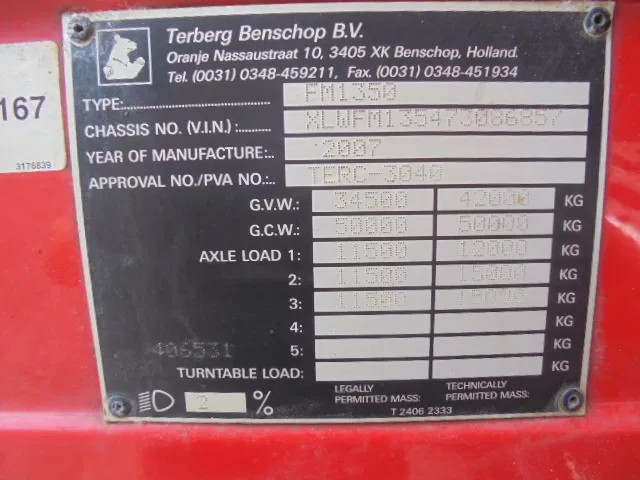 Terberg Benschop B.V.
Oranje Nassaustraat 10, 3405 XK Benschop, Holland.
Tel. (0031) 0348-459211, Fax. (0031) 0348-451934
167
3176839
TYPE: FM1350
CHASSIS NO. (V.I.N.) : XLWFM135473086857
YEAR OF MANUFACTURE: 2007
APPROVAL NO./PVA NO.: TERC-3040
G.V.W.: 34500 42000 KG
G.C.W.: 50000 50000 KG
AXLE LOAD 1: 11500 12000 KG
2: 11500 15000 KG
3: 11500 15000 KG
4: KG
406531 5: KG
TURNTABLE LOAD: KG
2 %
LEGALLY PERMITTED MASS: TECHNICALLY PERMITTED MASS:
T 2406 2333